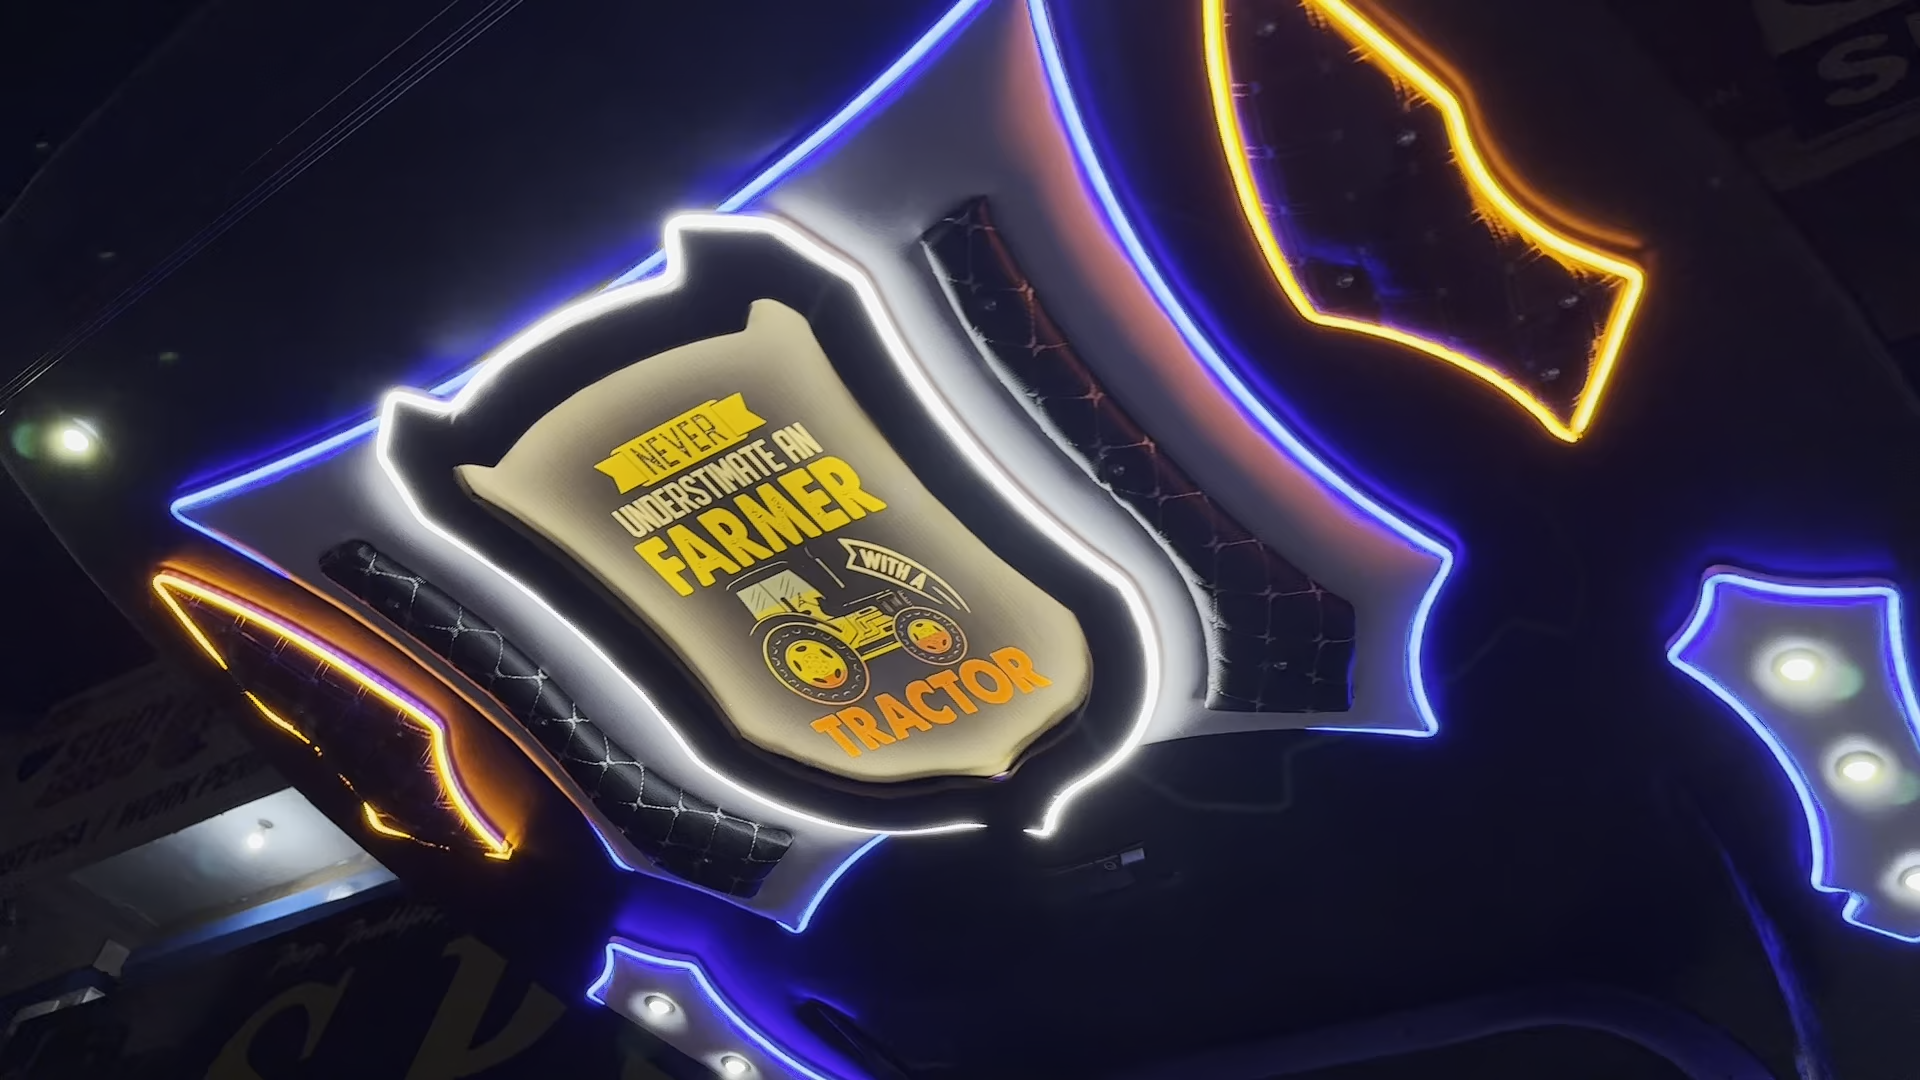 NEVER
UNDERSTIMATE AN
FARMER
WITH A
TRACTOR